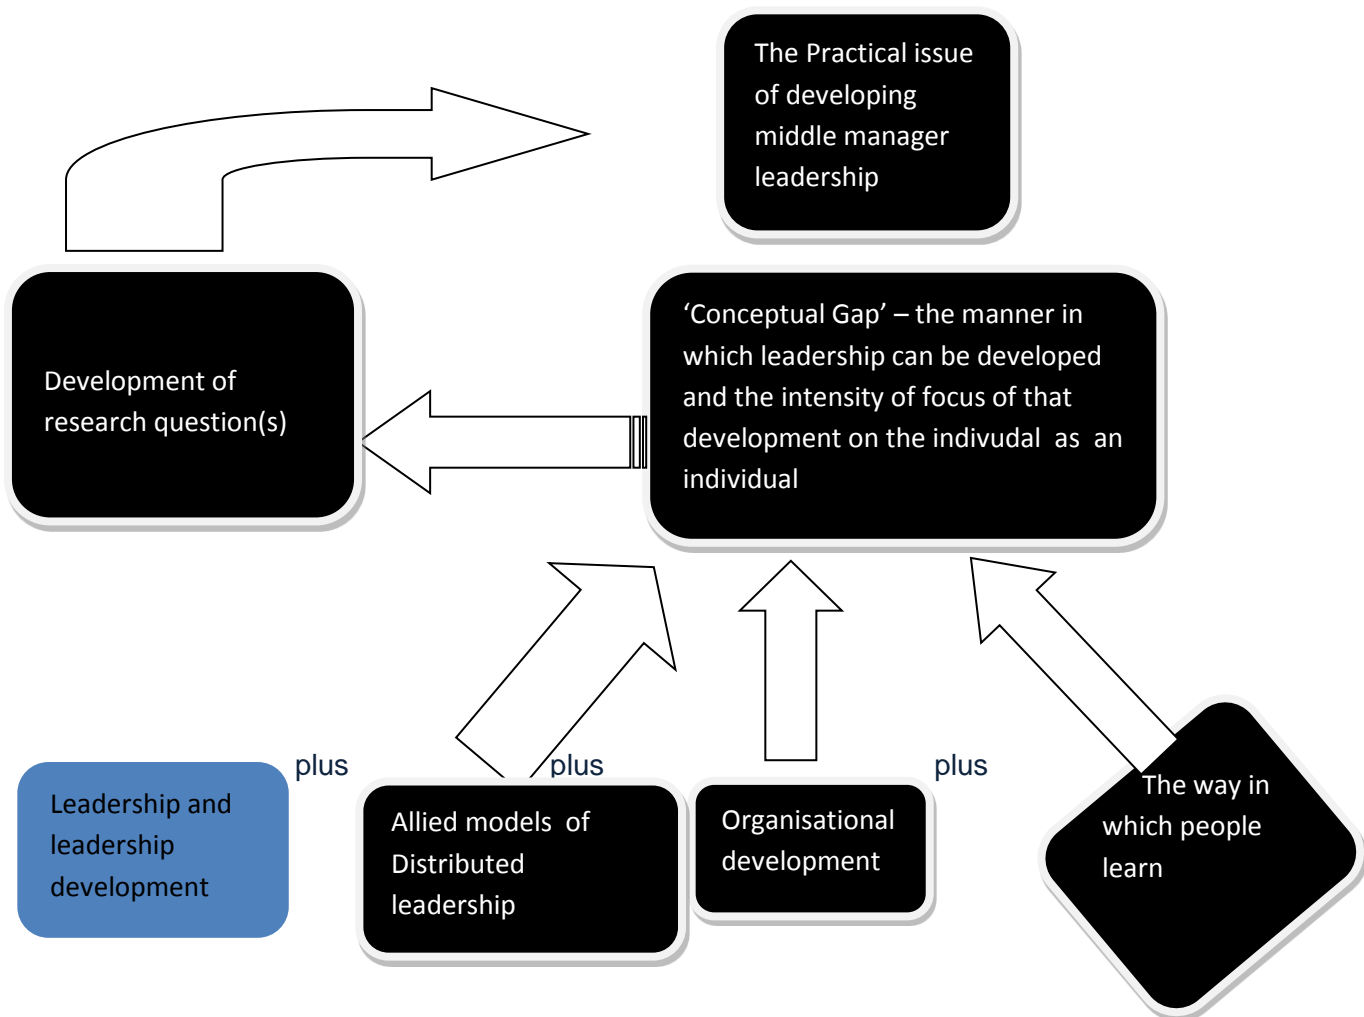 The Practical issue
of developing
middle manager
leadership
‘Conceptual Gap’ – the manner in
which leadership can be developed
and the intensity of focus of that
development on the indivudal as an
individual
Development of
research question(s)
plus
plus
plus
Leadership and
leadership
development
Allied models of
Distributed
leadership
Organisational
development
The way in
which people
learn